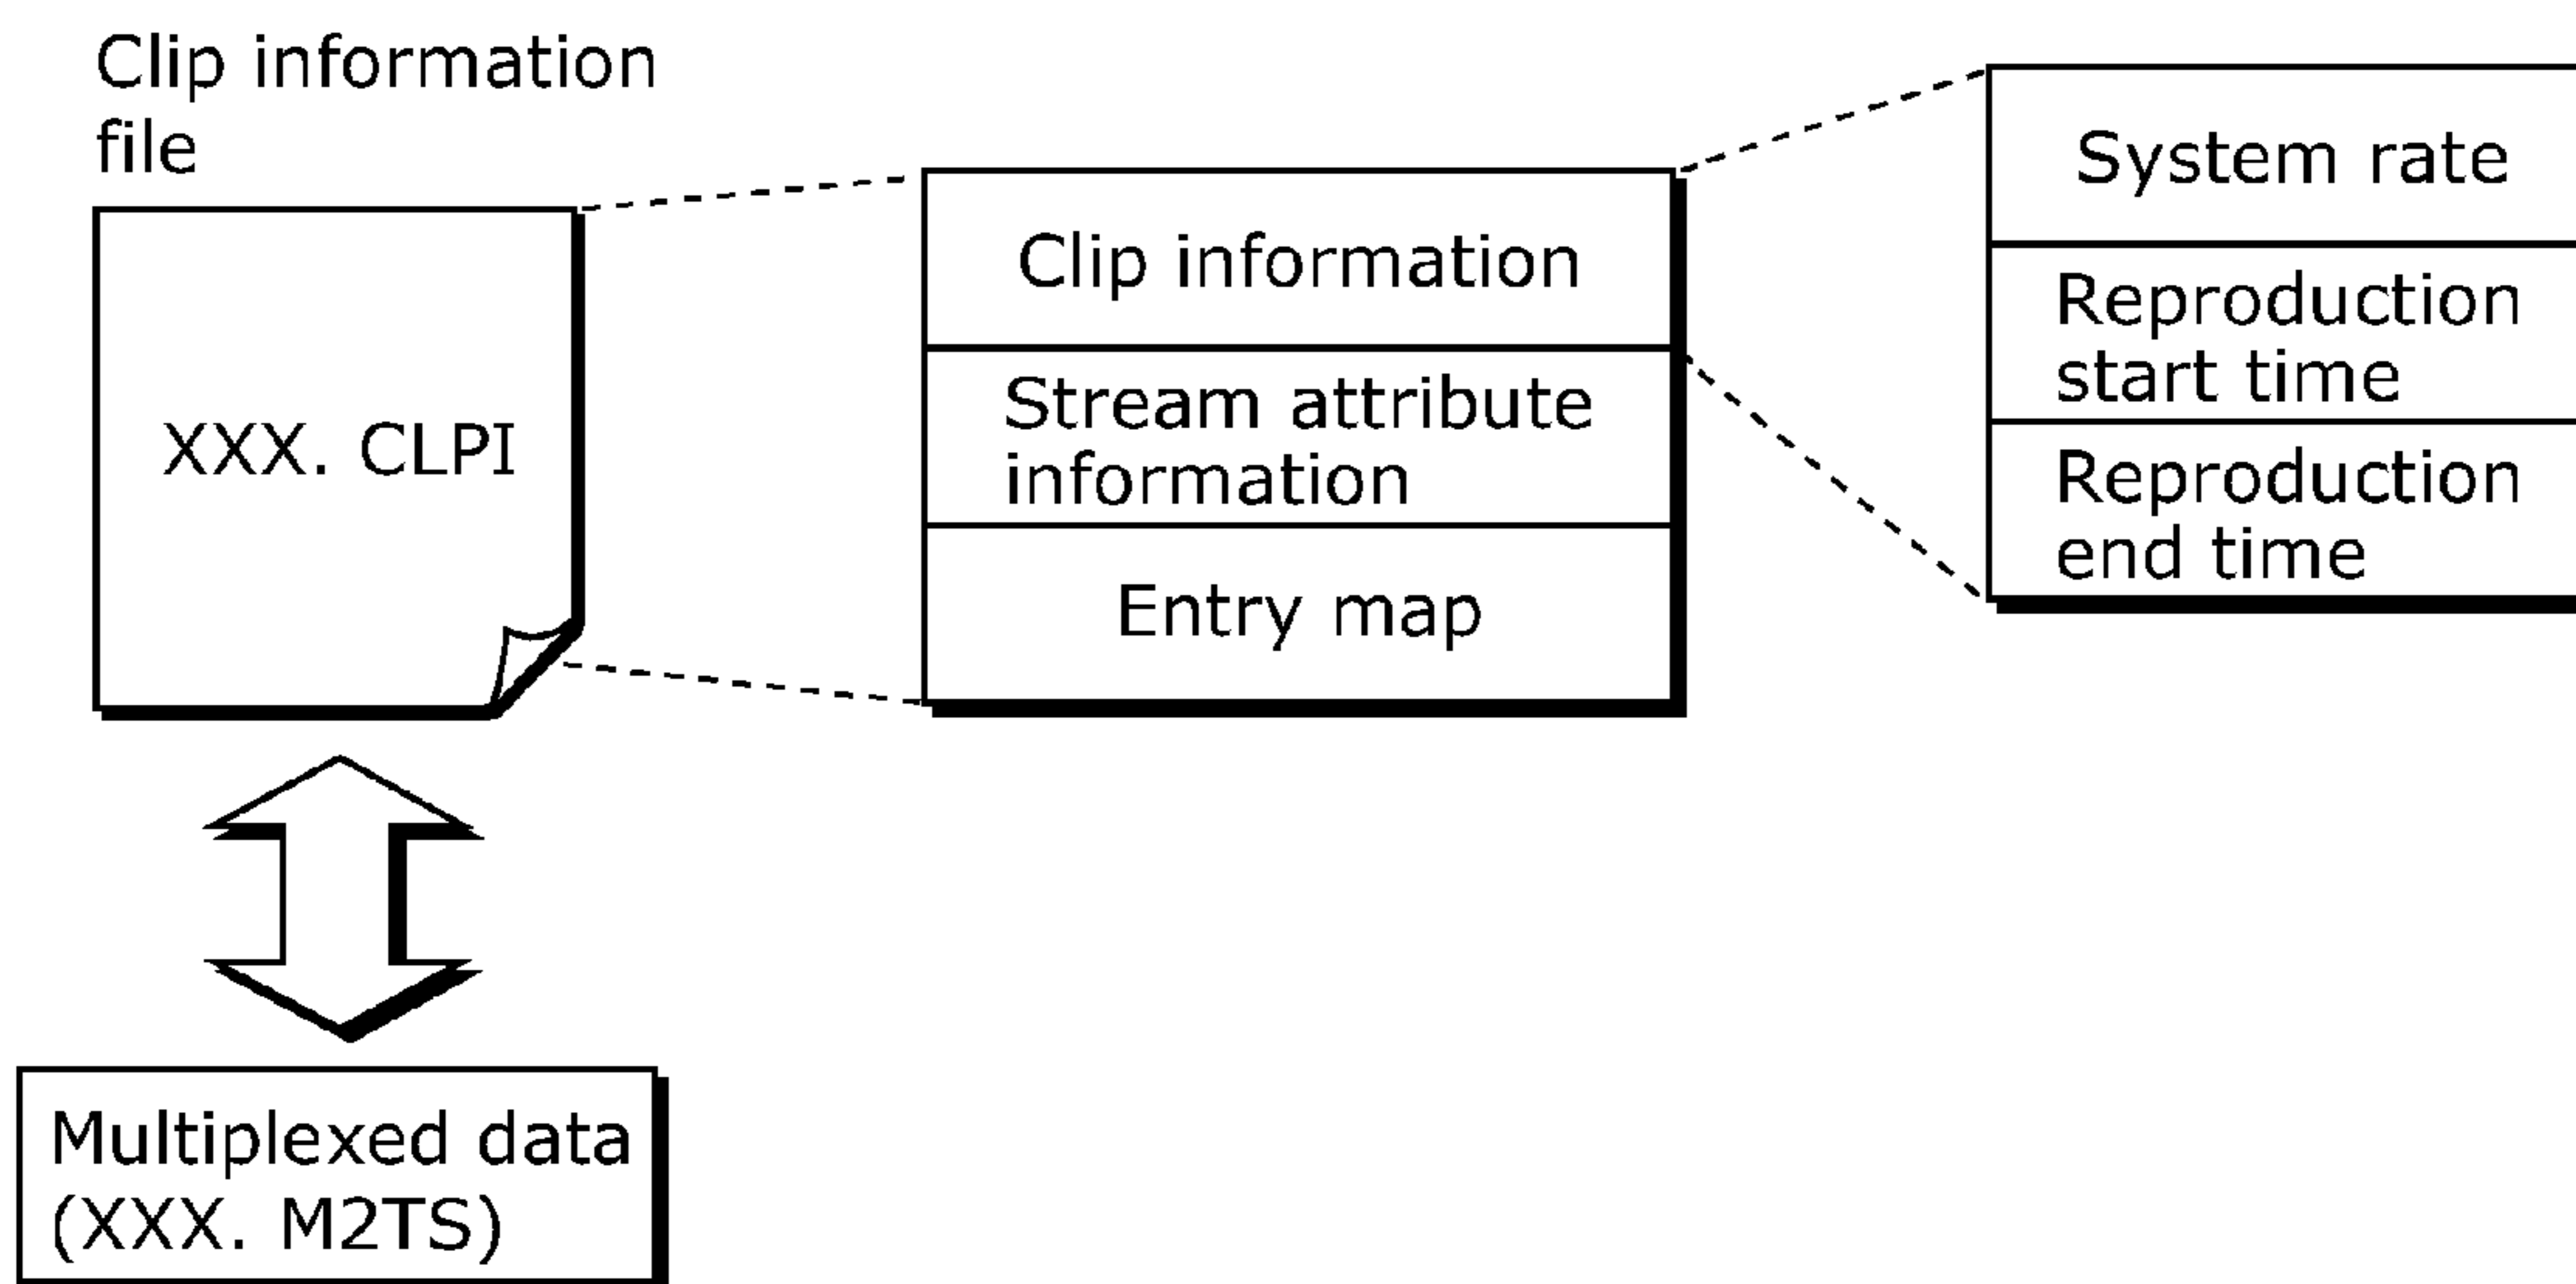 Clip information
file
XXX. CLPI
Clip information
Stream attribute
information
Entry map
System rate
Reproduction
start time
Reproduction
end time
Multiplexed data
(XXX. M2TS)